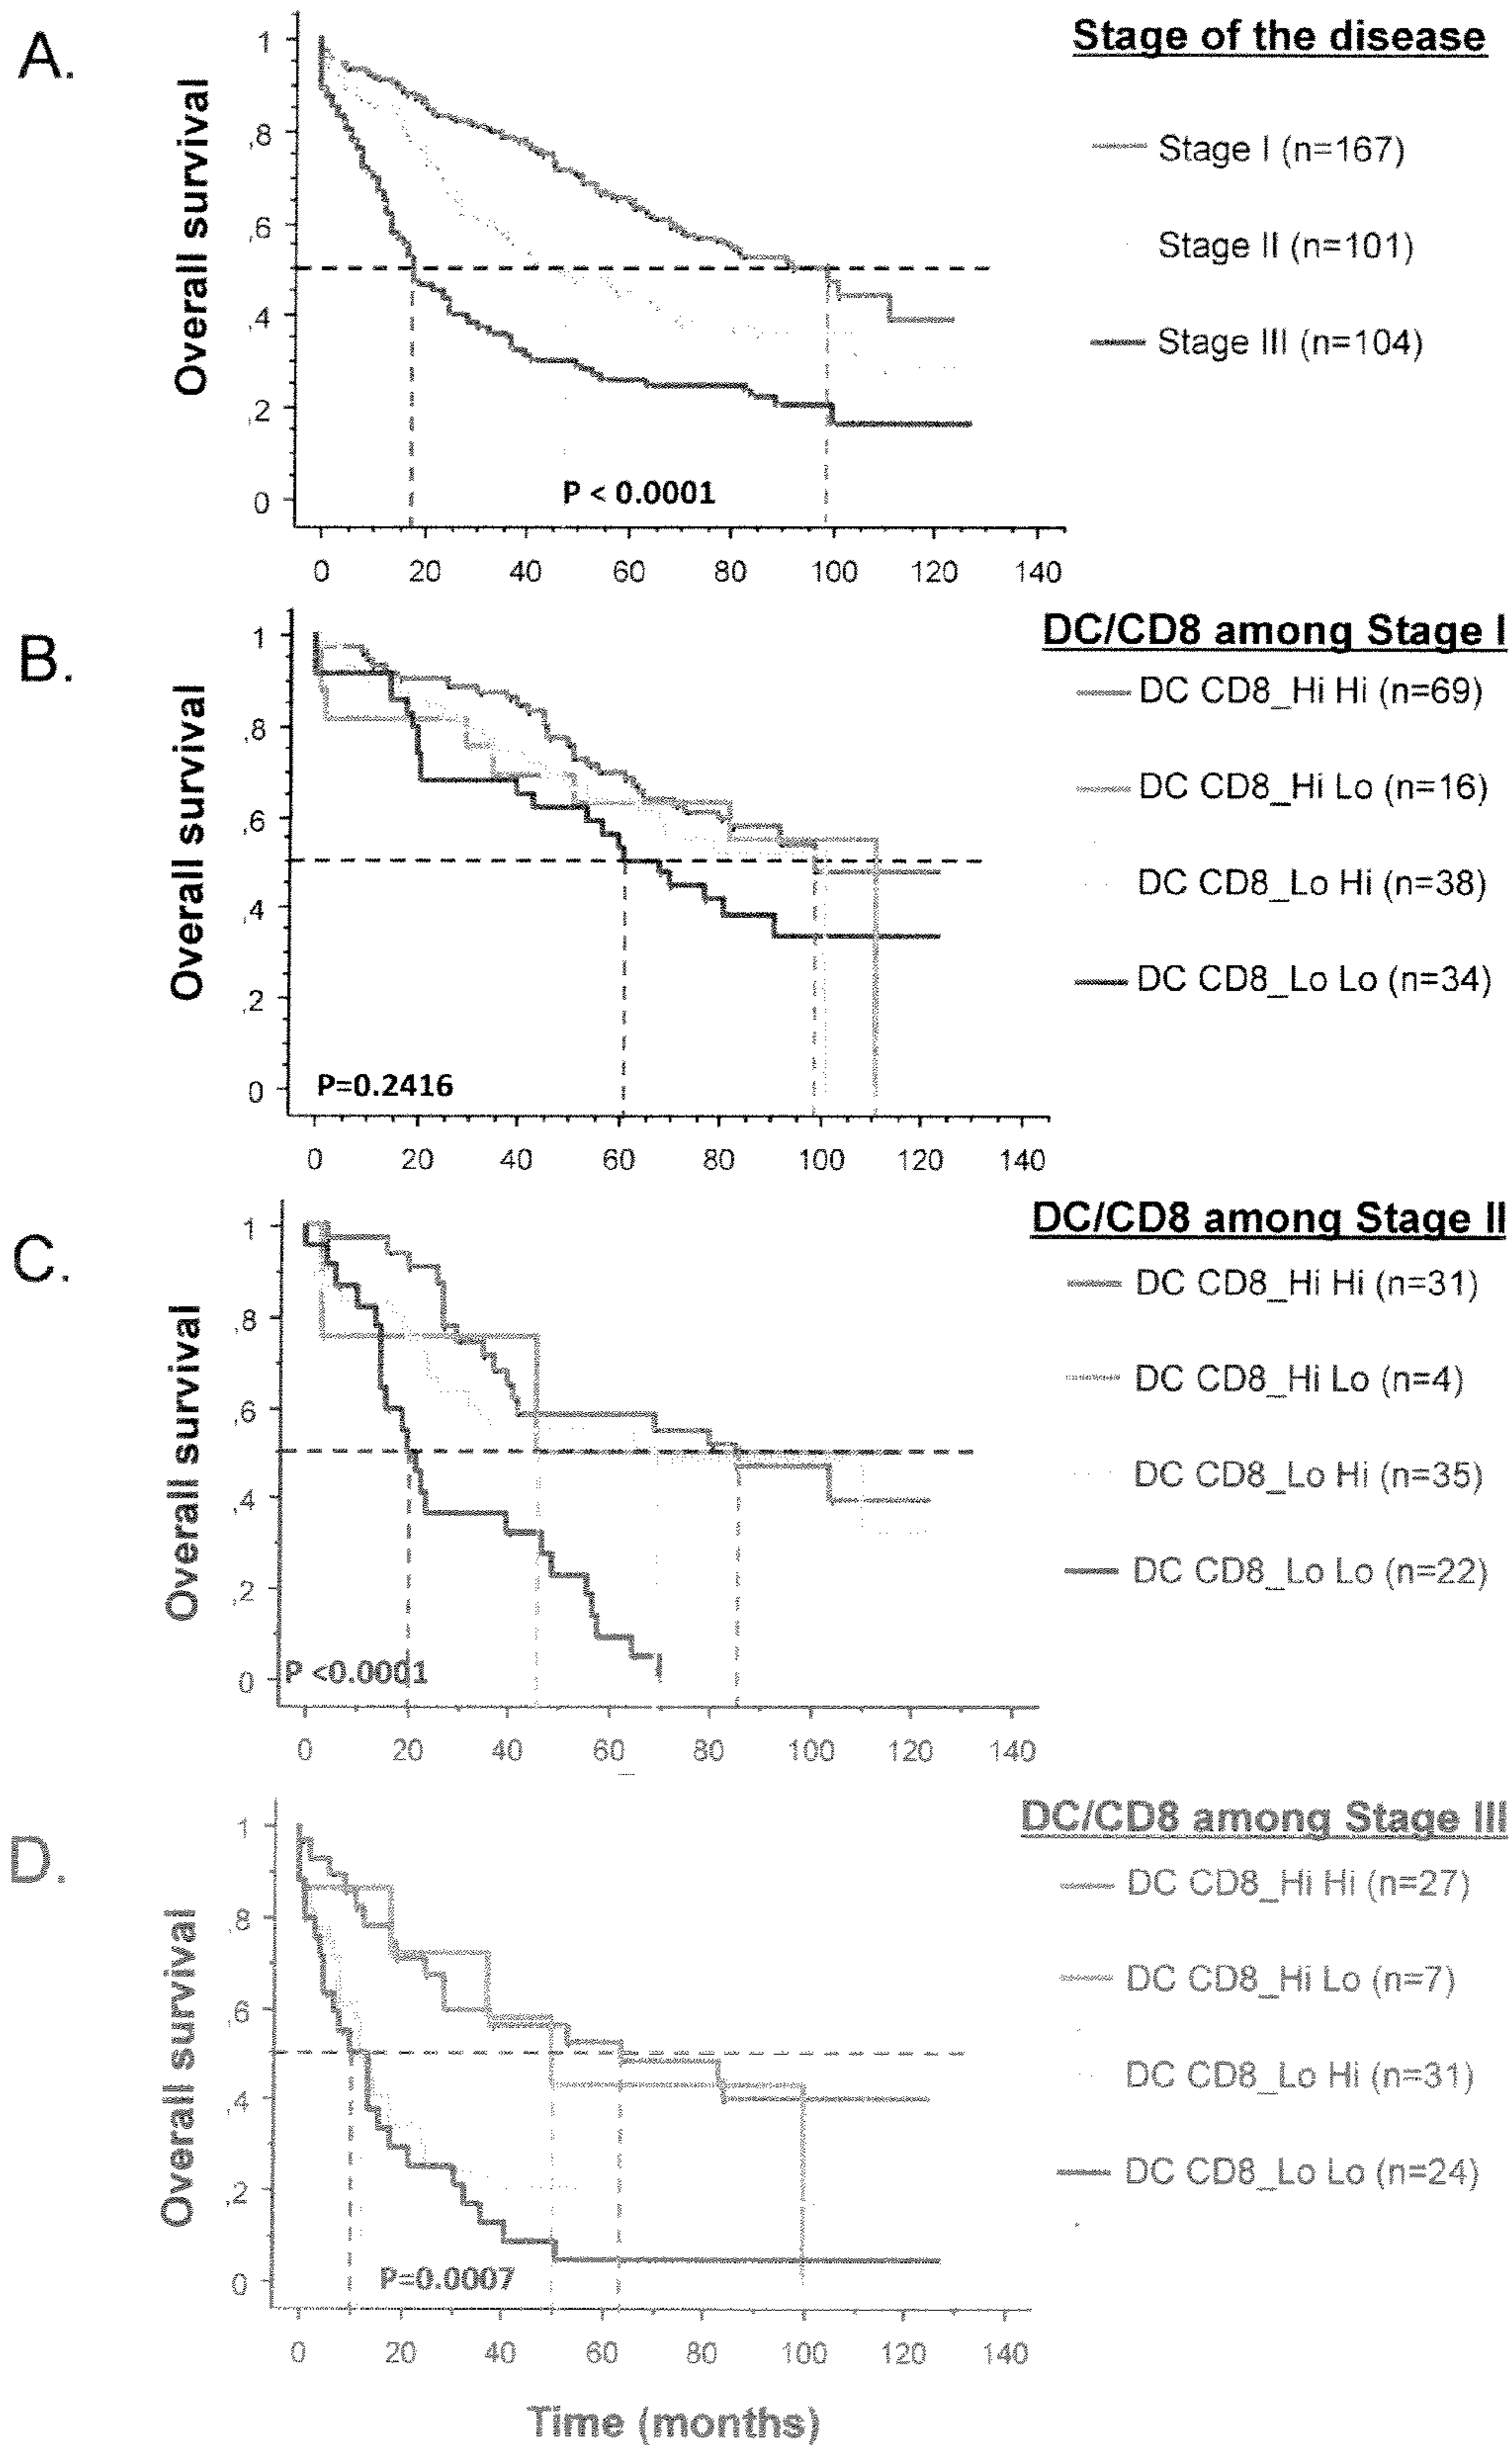 A.
Stage of the disease
Overall survival
1
,8
,6
,4
,2
0
Stage I (n=167)
Stage II (n=101)
Stage III (n=104)
P < 0.0001
0 20 40 60 80 100 120 140
B.
DC/CD8 among Stage I
Overall survival
1
,8
,6
,4
,2
0
DC CD8_Hi Hi (n=69)
DC CD8_Hi Lo (n=16)
DC CD8_Lo Hi (n=38)
DC CD8_Lo Lo (n=34)
P=0.2416
0 20 40 60 80 100 120 140
C.
DC/CD8 among Stage II
Overall survival
1
,8
,6
,4
,2
0
DC CD8_Hi Hi (n=31)
DC CD8_Hi Lo (n=4)
DC CD8_Lo Hi (n=35)
DC CD8_Lo Lo (n=22)
P <0.0001
0 20 40 60 80 100 120 140
D.
DC/CD8 among Stage III
Overall survival
1
,8
,6
,4
,2
0
DC CD8_Hi Hi (n=27)
DC CD8_Hi Lo (n=7)
DC CD8_Lo Hi (n=31)
DC CD8_Lo Lo (n=24)
P=0.0007
0 20 40 60 80 100 120 140
Time (months)